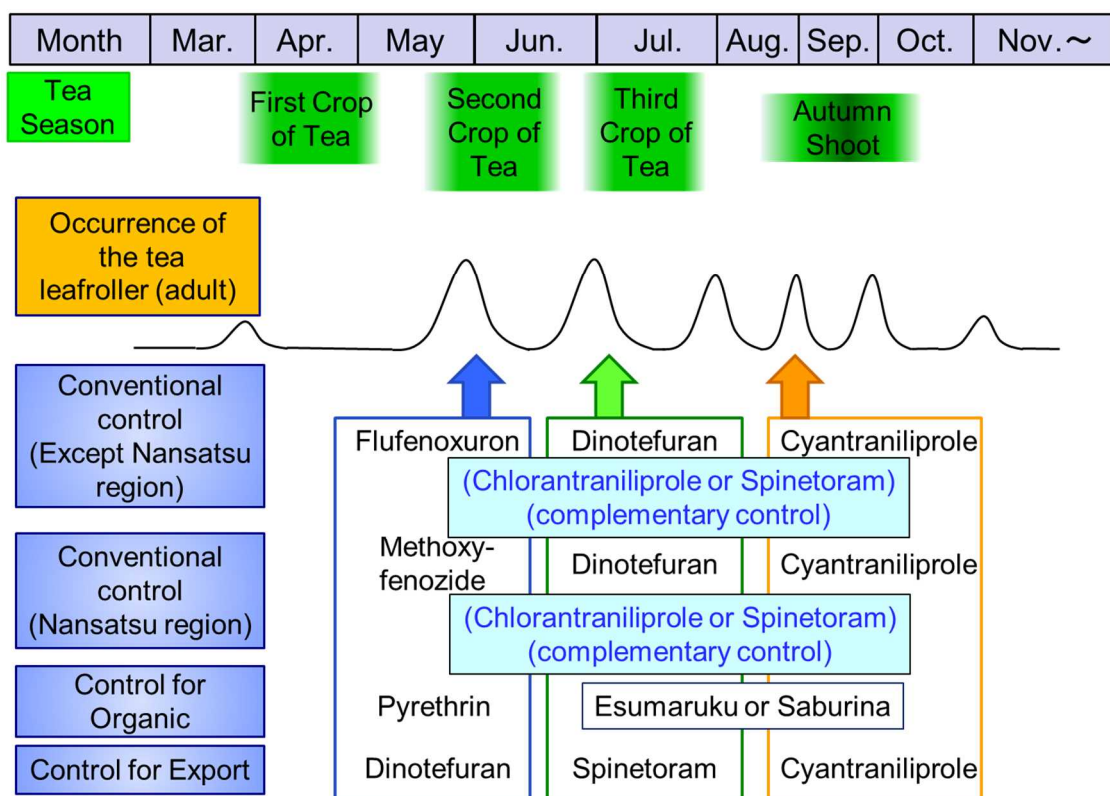 Month Mar. Apr. May Jun. Jul. Aug. Sep. Oct. Nov.～
Tea
Season
First Crop
of Tea
Second
Crop of
Tea
Third
Crop of
Tea
Autumn
Shoot
Occurrence of
the tea
leafroller (adult)
Conventional
control
(Except Nansatsu
region)
Flufenoxuron Dinotefuran Cyantraniliprole
(Chlorantraniliprole or Spinetoram)
(complementary control)
Conventional
control
(Nansatsu region)
Methoxy-
fenozide
Dinotefuran Cyantraniliprole
(Chlorantraniliprole or Spinetoram)
(complementary control)
Control for
Organic
Pyrethrin Esumaruku or Saburina
Control for Export Dinotefuran Spinetoram Cyantraniliprole